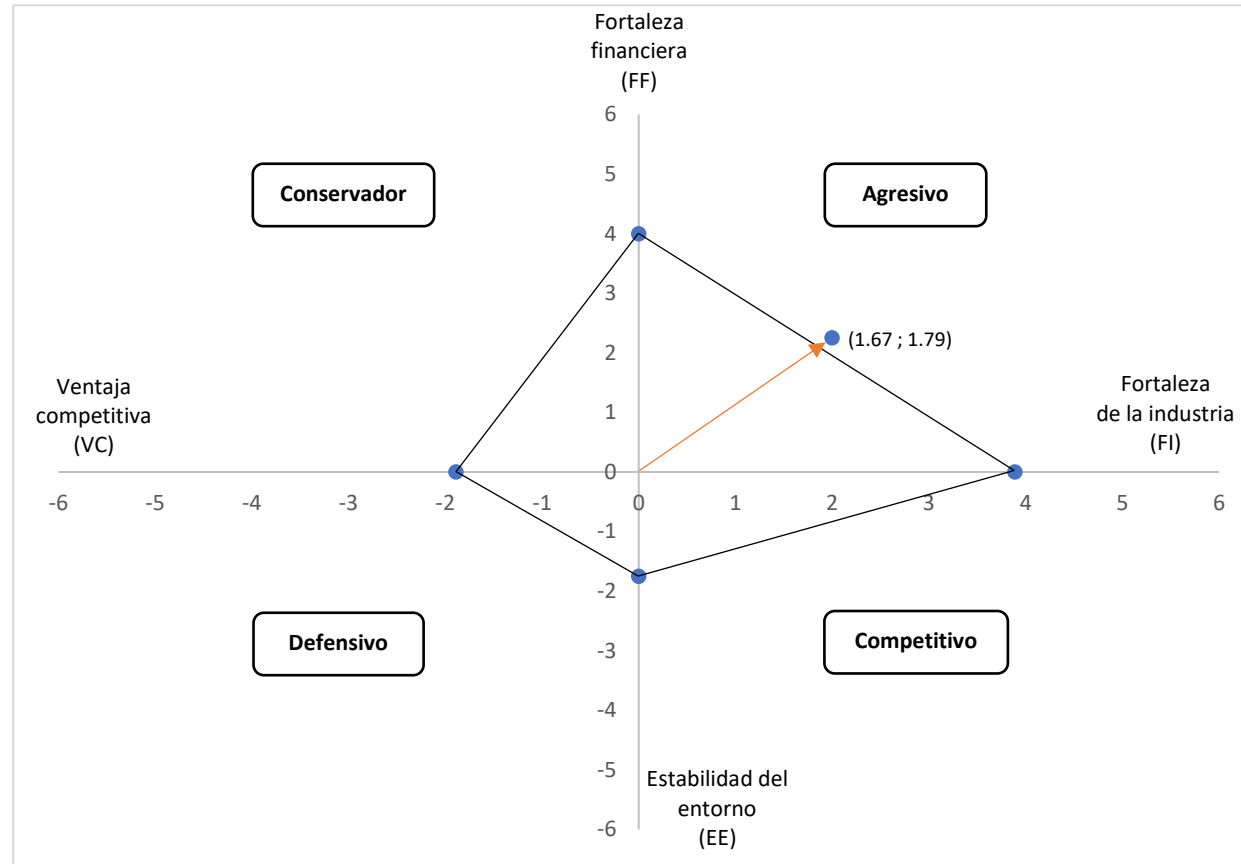 Fortaleza
financiera
(FF)
6
5
Conservador
Agresivo
4
3
2
(1.67 ; 1.79)
Ventaja
competitiva
(VC)
Fortaleza
de la industria
(FI)
1
0
-6 -5 -4 -3 -2 -1 0 1 2 3 4 5 6
-1
-2
Defensivo
Competitivo
-3
-4
-5
Estabilidad del
entorno
(EE)
-6